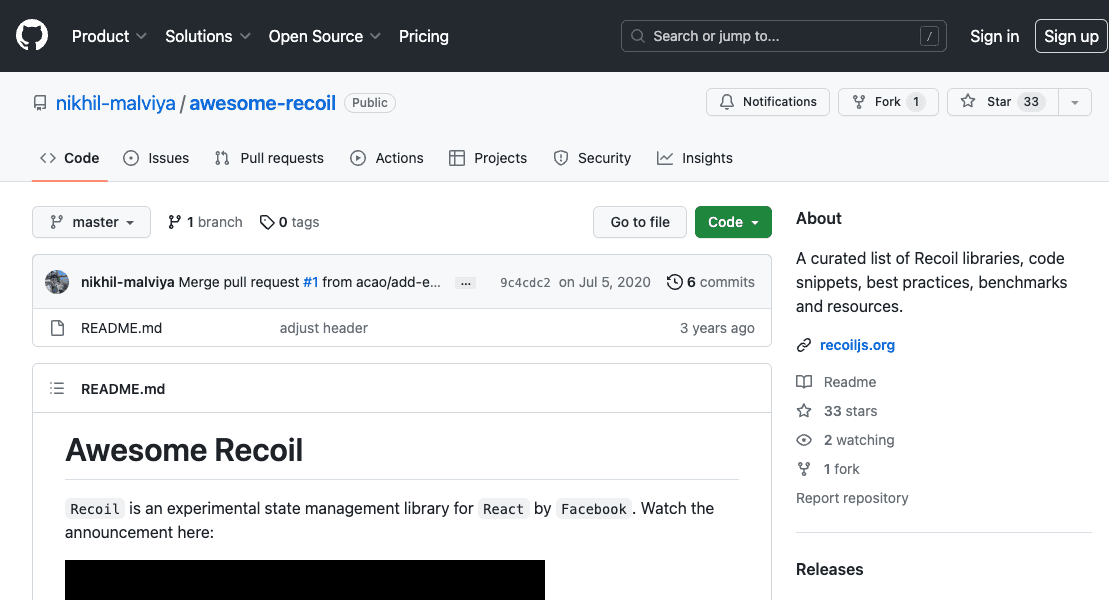 Product Solutions Open Source Pricing Search or jump to... / Sign in Sign up
nikhil-malviya / awesome-recoil Public Notifications Fork 1 Star 33
Code Issues Pull requests Actions Projects Security Insights
master 1 branch 0 tags Go to file Code
nikhil-malviya Merge pull request #1 from acao/add-e... ... 9c4cdc2 on Jul 5, 2020 6 commits
README.md adjust header 3 years ago
README.md
Awesome Recoil
Recoil is an experimental state management library for React by Facebook. Watch the
announcement here:
About
A curated list of Recoil libraries, code
snippets, best practices, benchmarks
and resources.
recoiljs.org
Readme
33 stars
2 watching
1 fork
Report repository
Releases